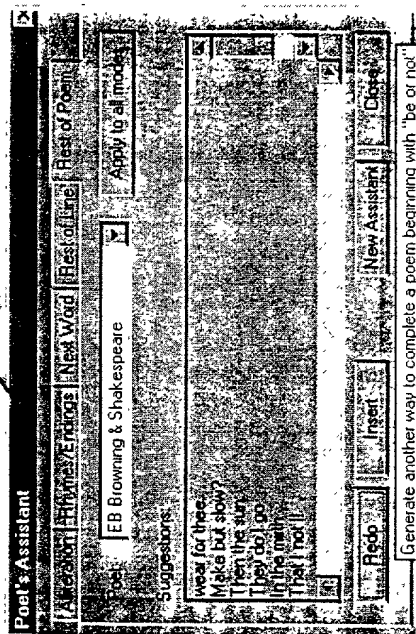 Poet's Assistant
Alliteration Rhymes/Endings Next Word Rest of Line Rest of Poem
Poet: EB Browning & Shakespeare Apply to all modes
Suggestions:
wear for thee,
Make but slow?
Then the sun,
They do I go
In the mirth,
That I not I!
Redo Insert New Assistant Close
Generate another way to complete a poem beginning with "be or not"